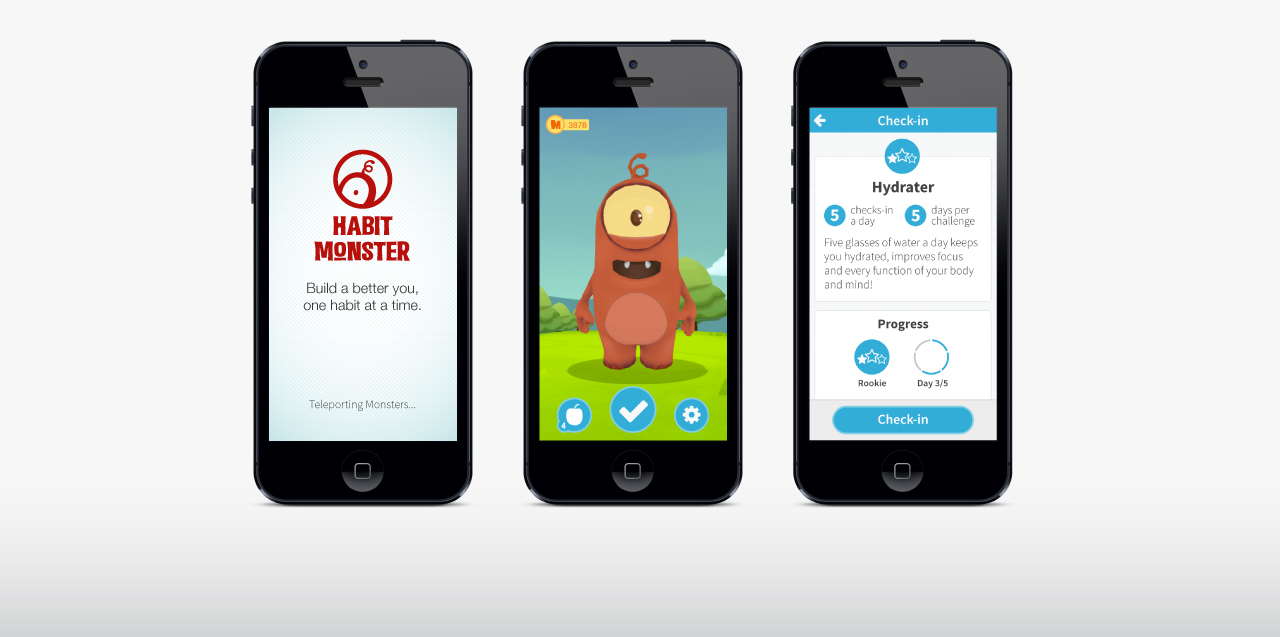 HABIT
MONSTER
Build a better you,
one habit at a time.
Teleporting Monsters...
M 3878
4
Check-in
Hydrater
5 checks-in
a day
5 days per
challenge
Five glasses of water a day keeps
you hydrated, improves focus
and every function of your body
and mind!
Progress
Rookie
Day 3/5
Check-in